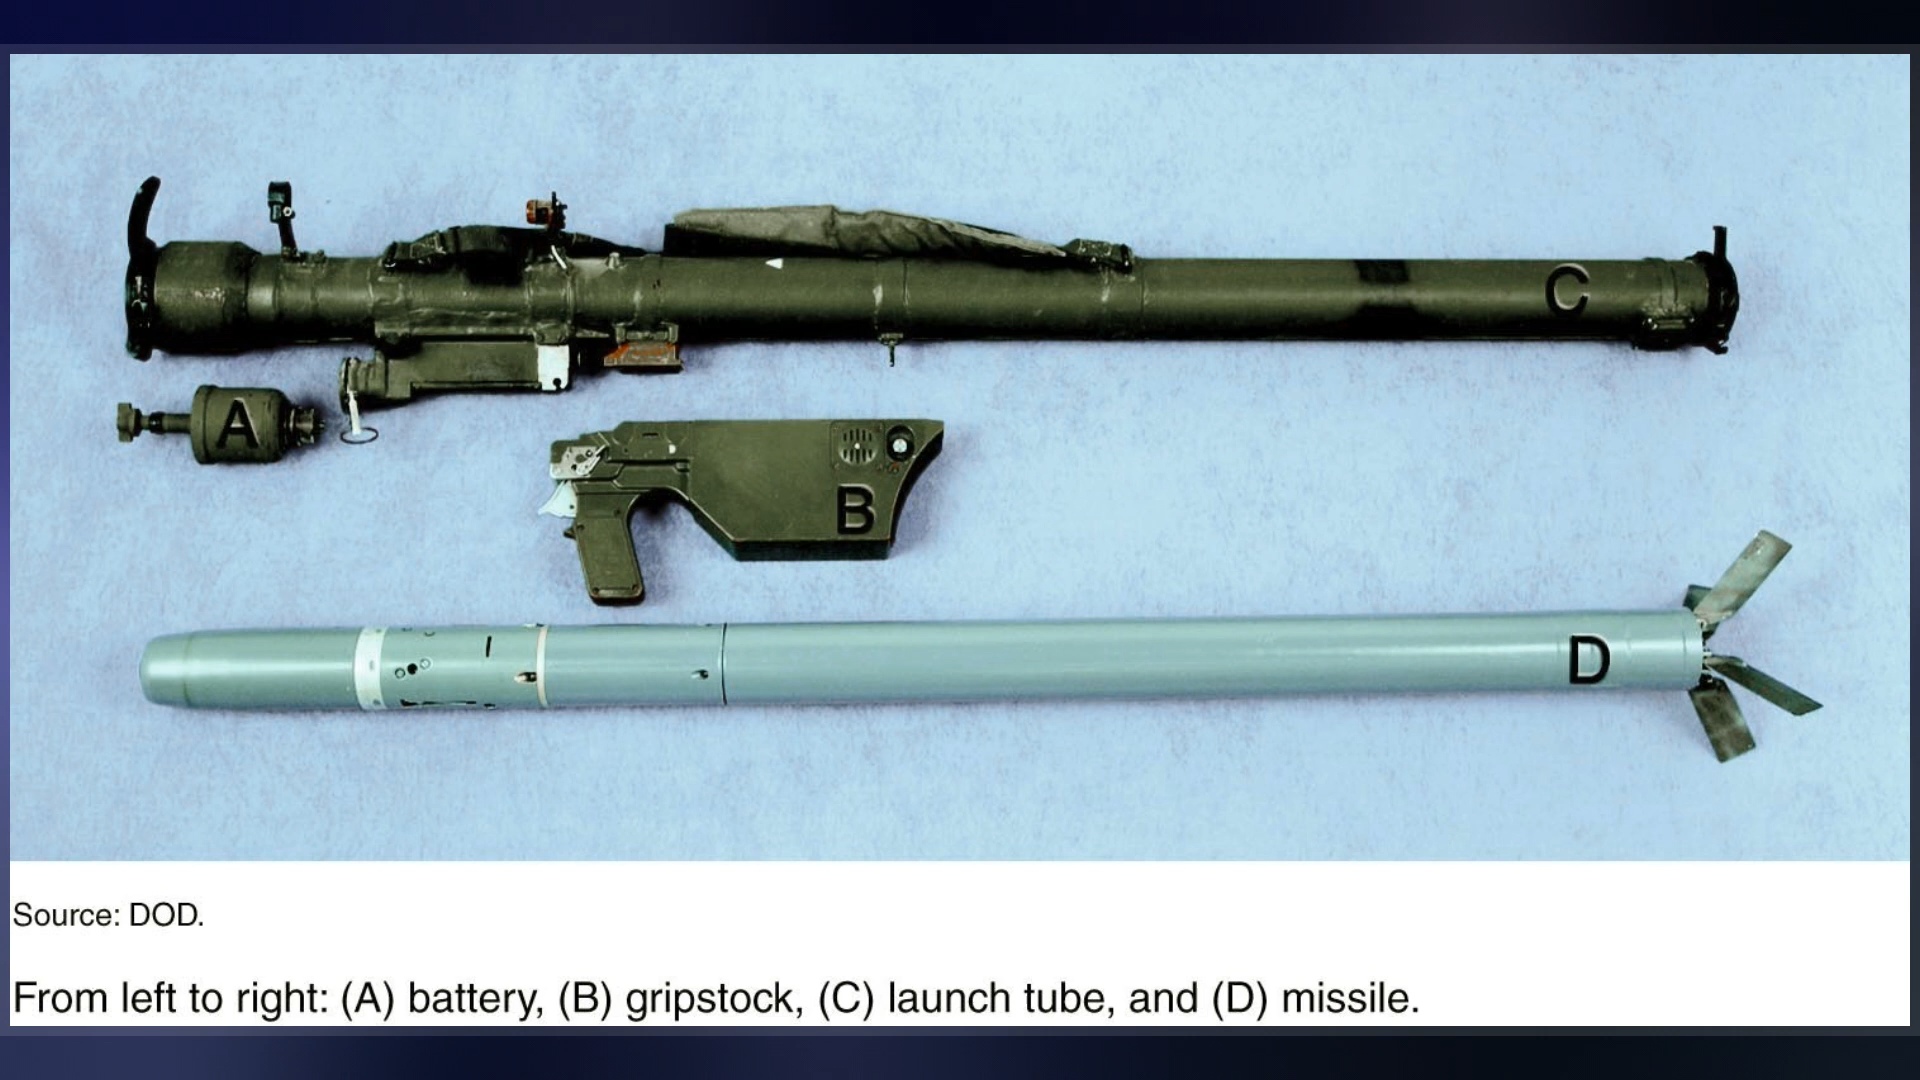 C
A
B
D
Source: DOD.
From left to right: (A) battery, (B) gripstock, (C) launch tube, and (D) missile.